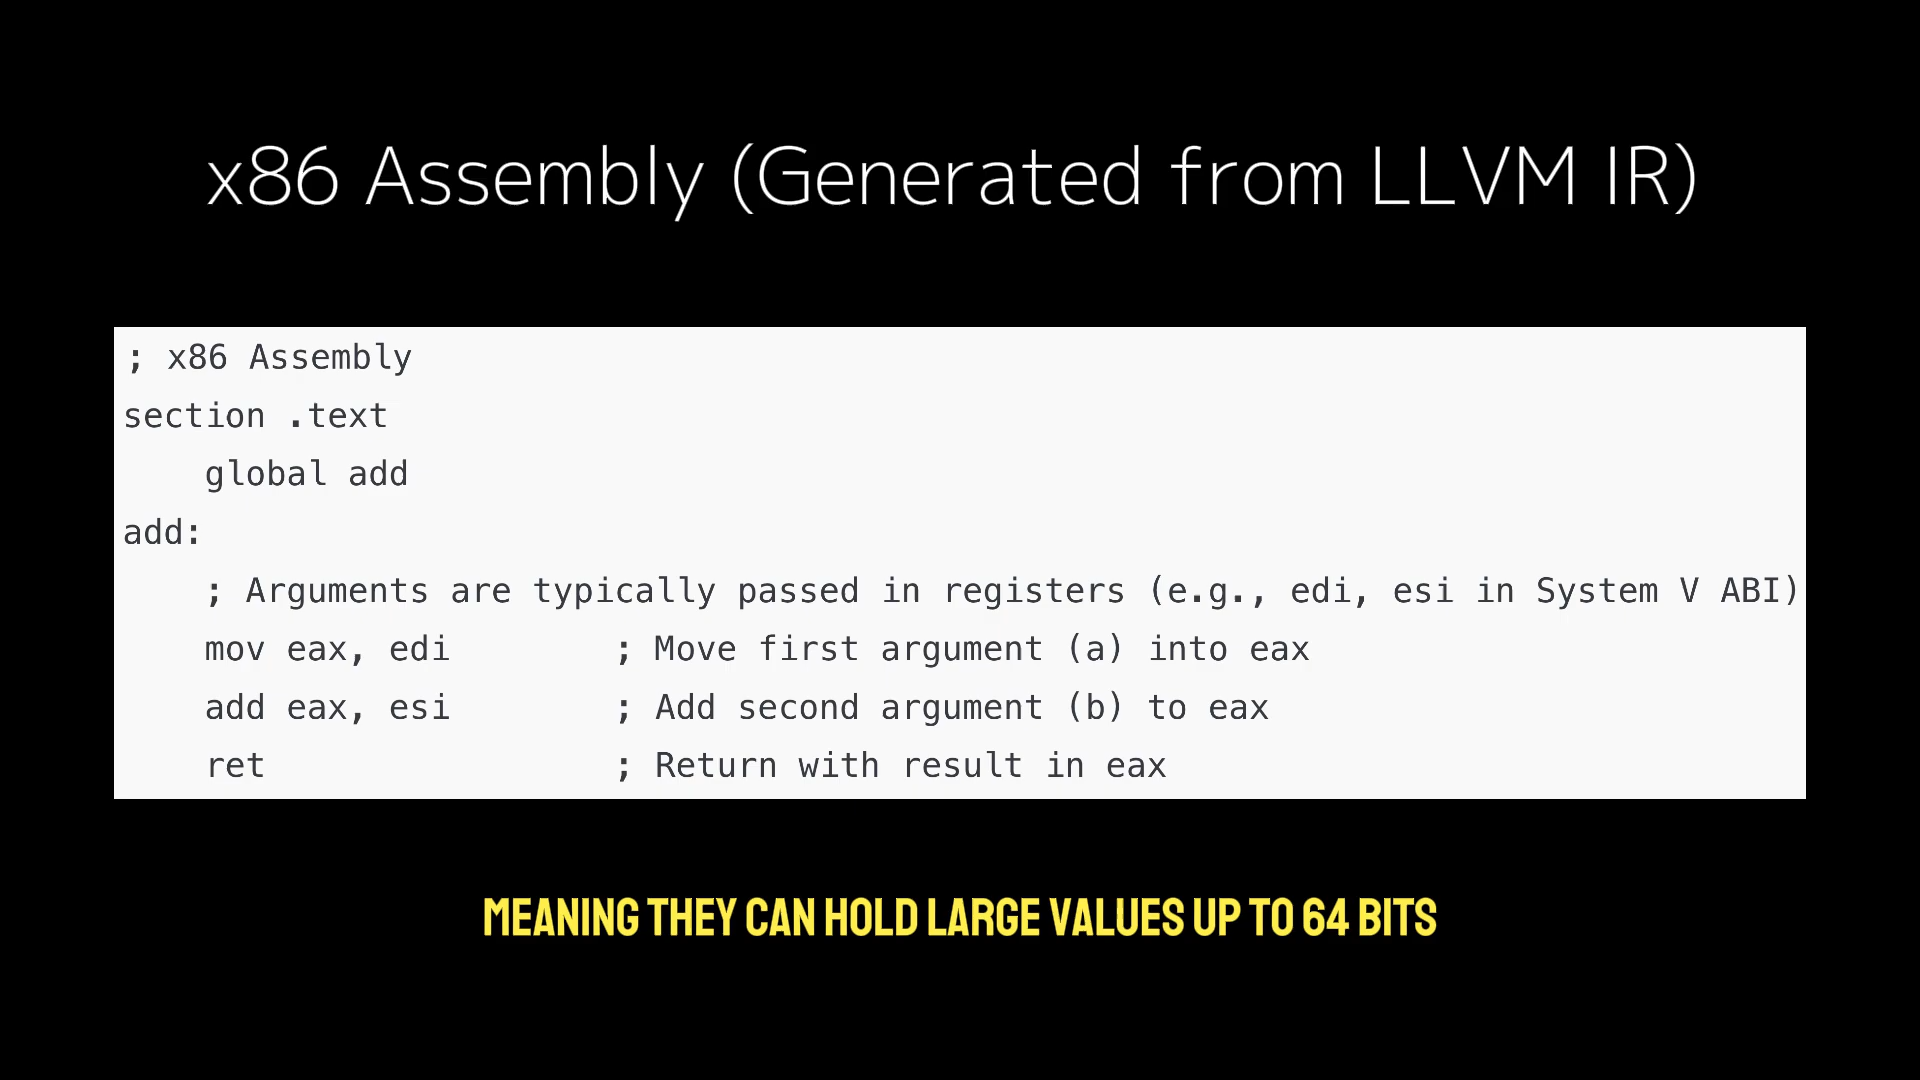 x86 Assembly (Generated from LLVM IR)
; x86 Assembly
section .text
    global add
add:
    ; Arguments are typically passed in registers (e.g., edi, esi in System V ABI)
    mov eax, edi        ; Move first argument (a) into eax
    add eax, esi        ; Add second argument (b) to eax
    ret                 ; Return with result in eax
MEANING THEY CAN HOLD LARGE VALUES UP TO 64 BITS